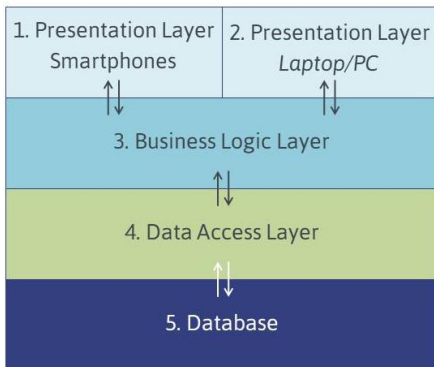 1. Presentation Layer
Smartphones
2. Presentation Layer
Laptop/PC
3. Business Logic Layer
4. Data Access Layer
5. Database